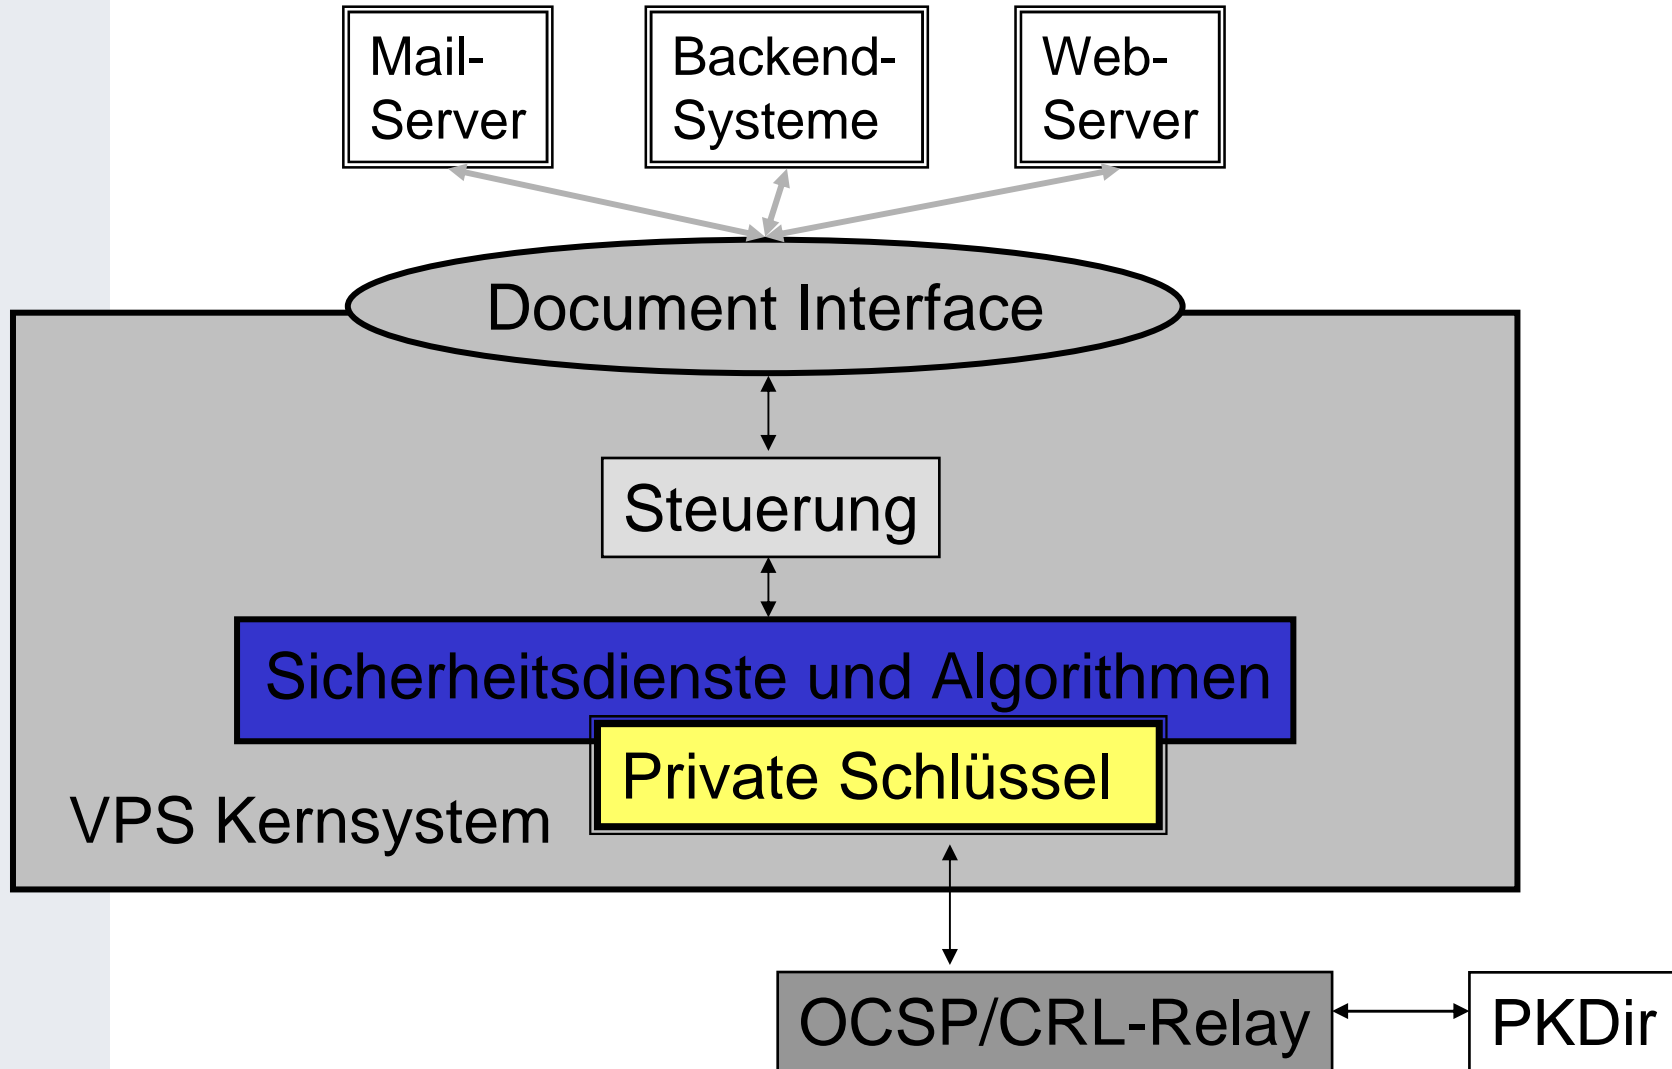 Mail-
Server
Backend-
Systeme
Web-
Server
Document Interface
Steuerung
Sicherheitsdienste und Algorithmen
Private Schlüssel
VPS Kernsystem
OCSP/CRL-Relay
PKDir